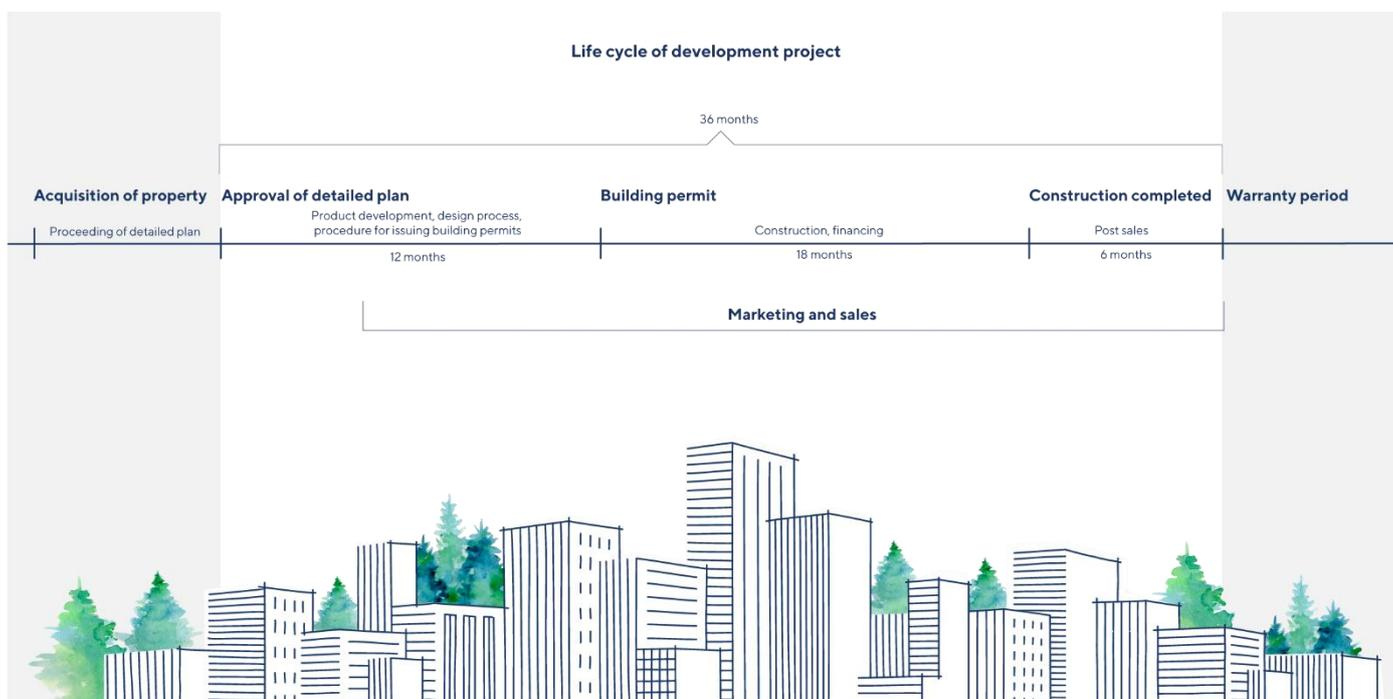 Life cycle of development project
36 months
Acquisition of property
Approval of detailed plan
Building permit
Construction completed
Warranty period
Proceeding of detailed plan
Product development, design process,
procedure for issuing building permits
Construction, financing
Post sales
12 months
18 months
6 months
Marketing and sales